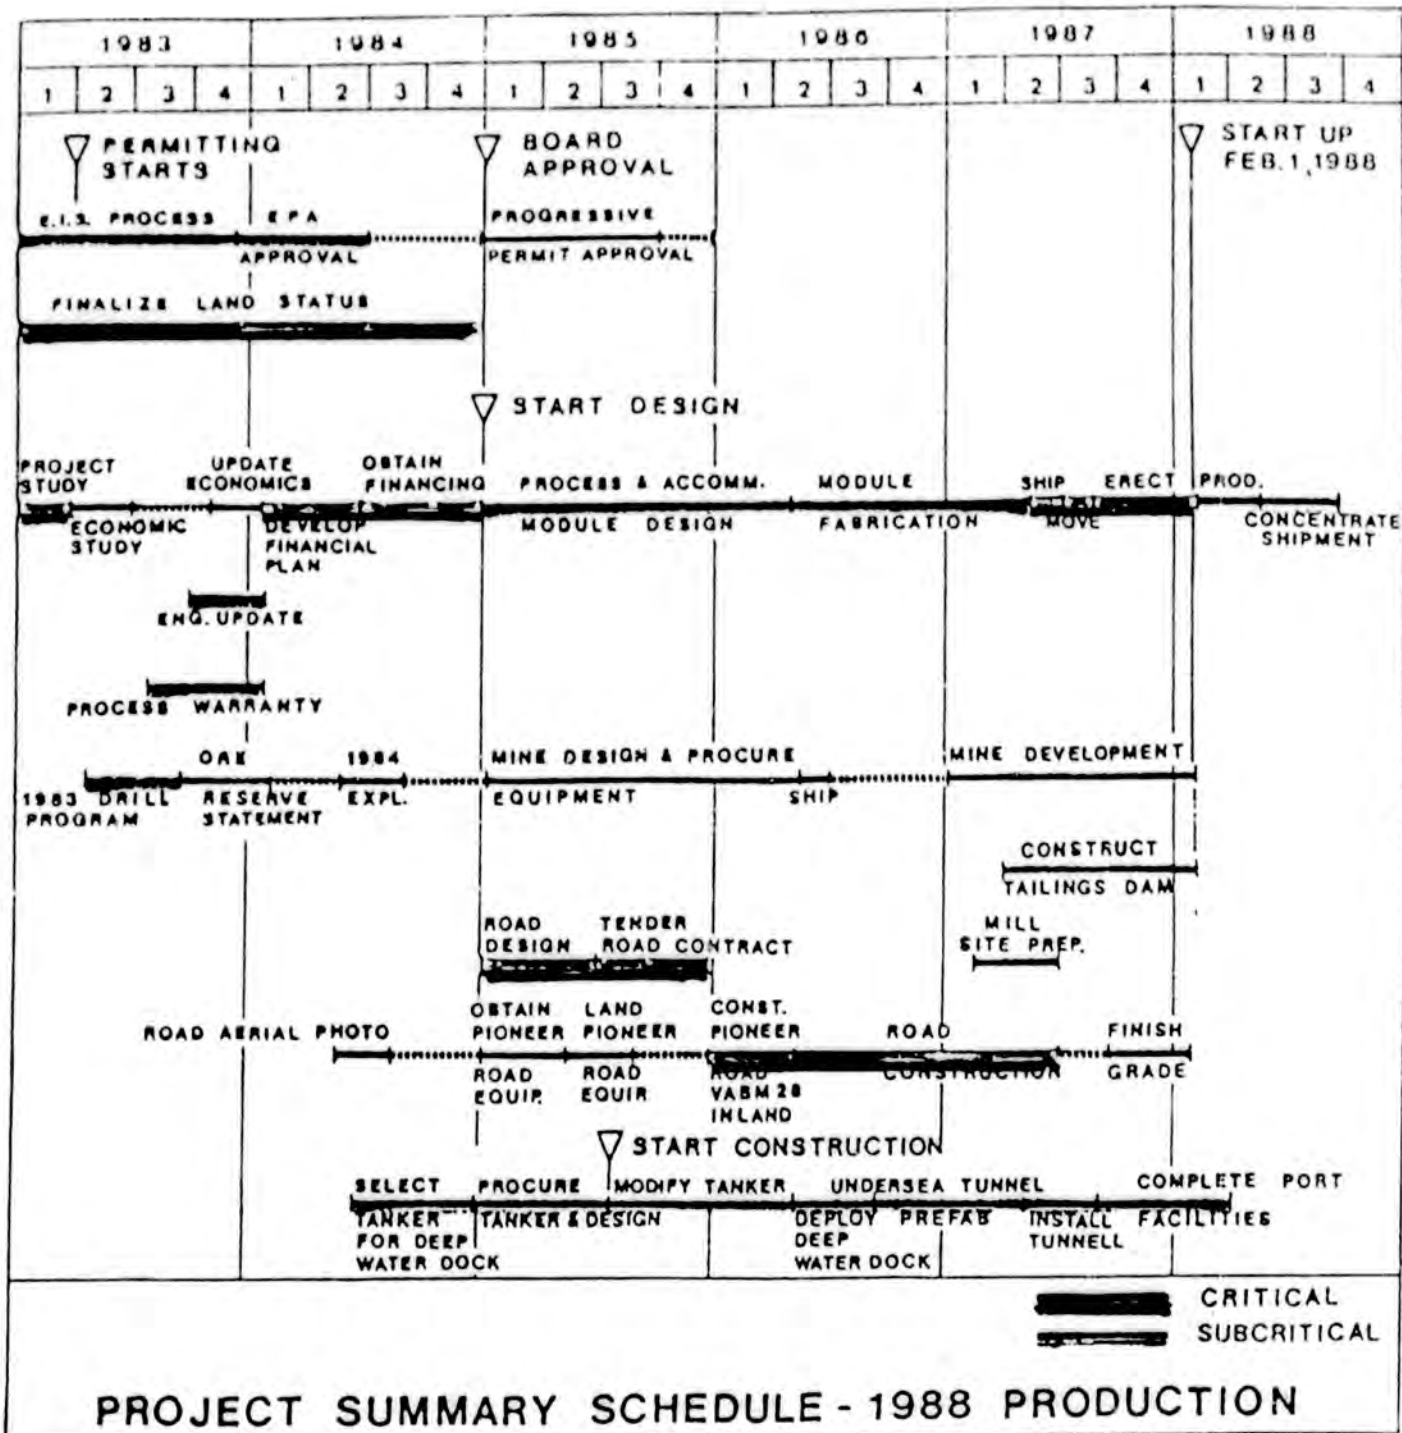 1983 1984 1985 1986 1987 1988
1 2 3 4 1 2 3 4 1 2 3 4 1 2 3 4 1 2 3 4 1 2 3 4
PERMITTING
STARTS
BOARD
APPROVAL
START UP
FEB. 1, 1988
E.I.S. PROCESS
EPA
APPROVAL
PROGRESSIVE
PERMIT APPROVAL
FINALIZE LAND STATUS
START DESIGN
PROJECT
STUDY
ECONOMIC
STUDY
UPDATE
ECONOMICS
DEVELOP
FINANCIAL
PLAN
OBTAIN
FINANCING
PROCESS & ACCOMM.
MODULE DESIGN
MODULE
FABRICATION
SHIP
MOVE
ERECT
PROD.
CONCENTRATE
SHIPMENT
ENG. UPDATE
PROCESS WARRANTY
1983 DRILL
PROGRAM
ORE
RESERVE
STATEMENT
1984
EXPL.
MINE DESIGN & PROCURE
EQUIPMENT
SHIP
MINE DEVELOPMENT
CONSTRUCT
TAILINGS DAM
ROAD
DESIGN
TENDER
ROAD CONTRACT
MILL
SITE PREP.
ROAD AERIAL PHOTO
OBTAIN
PIONEER
ROAD
EQUIP.
LAND
PIONEER
ROAD
EQUIP.
CONST.
PIONEER
ROAD
VABM 28
INLAND
ROAD
CONSTRUCTION
FINISH
GRADE
START CONSTRUCTION
SELECT
TANKER
FOR DEEP
WATER DOCK
PROCURE
TANKER & DESIGN
MODIFY TANKER
DEPLOY
DEEP
WATER DOCK
UNDERSEA TUNNEL
PREFAB
INSTALL
TUNNELL
COMPLETE PORT
FACILITIES
CRITICAL
SUBCRITICAL
PROJECT SUMMARY SCHEDULE - 1988 PRODUCTION